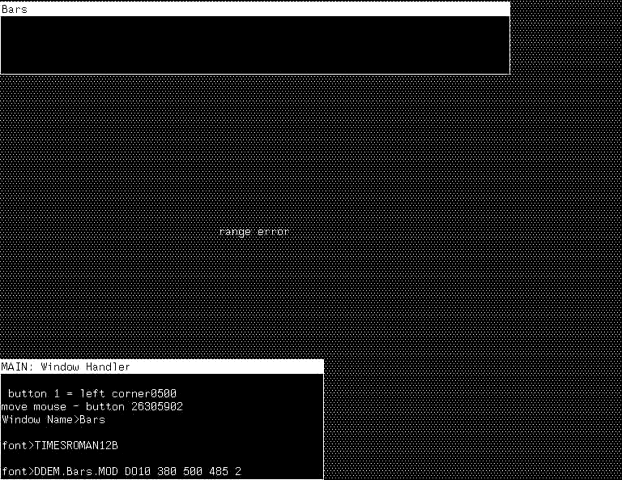 Bars
range error
MAIN: Window Handler
button 1 = left corner0500
move mouse - button 26305902
Window Name>Bars
font>TIMESROMAN12B
font>DDEM.Bars.MOD DO10 380 500 485 2